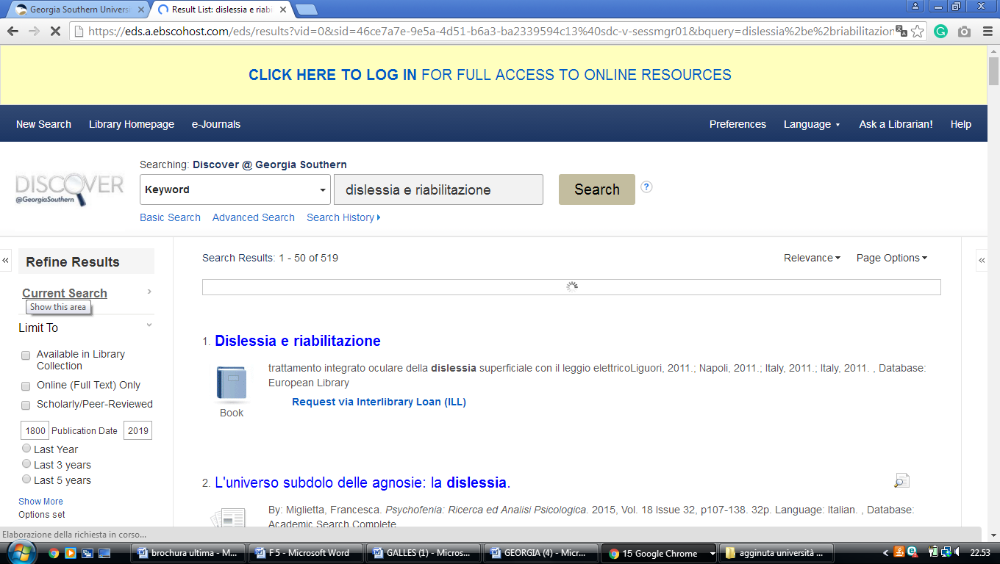 Georgia Southern Universi
Result List: dislessia e riabi
https://eds.a.ebscohost.com/eds/results?vid=0&sid=46ce7a7e-9e5a-4d51-b6a3-ba2339594c13%40sdc-v-sessmgr01&bquery=dislessia%2be%2briabilitazion
CLICK HERE TO LOG IN FOR FULL ACCESS TO ONLINE RESOURCES
New Search Library Homepage e-Journals Preferences Language Ask a Librarian! Help
Searching: Discover @ Georgia Southern
DISCOVER
@GeorgiaSouthern
Keyword dislessia e riabilitazione Search ?
Basic Search Advanced Search Search History
« Refine Results
Current Search
Show this area
Limit To
Available in Library
Collection
Online (Full Text) Only
Scholarly/Peer-Reviewed
1800 Publication Date 2019
Last Year
Last 3 years
Last 5 years
Show More
Options set
Search Results: 1 - 50 of 519 Relevance Page Options «
1. Dislessia e riabilitazione
trattamento integrato oculare della dislessia superficiale con il leggio elettricoLiguori, 2011.; Napoli, 2011.; Italy, 2011.; Italy, 2011. , Database:
European Library
Request via Interlibrary Loan (ILL)
Book
2. L'universo subdolo delle agnosie: la dislessia.
By: Miglietta, Francesca. Psychofenia: Ricerca ed Analisi Psicologica. 2015, Vol. 18 Issue 32, p107-138. 32p. Language: Italian. , Database:
Academic Search Complete
Elaborazione della richiesta in corso...
brochura ultima - M... F 5 - Microsoft Word GALLES (1) - Micros... GEORGIA (4) - Micr... 15 Google Chrome agginuta università ... 22.53